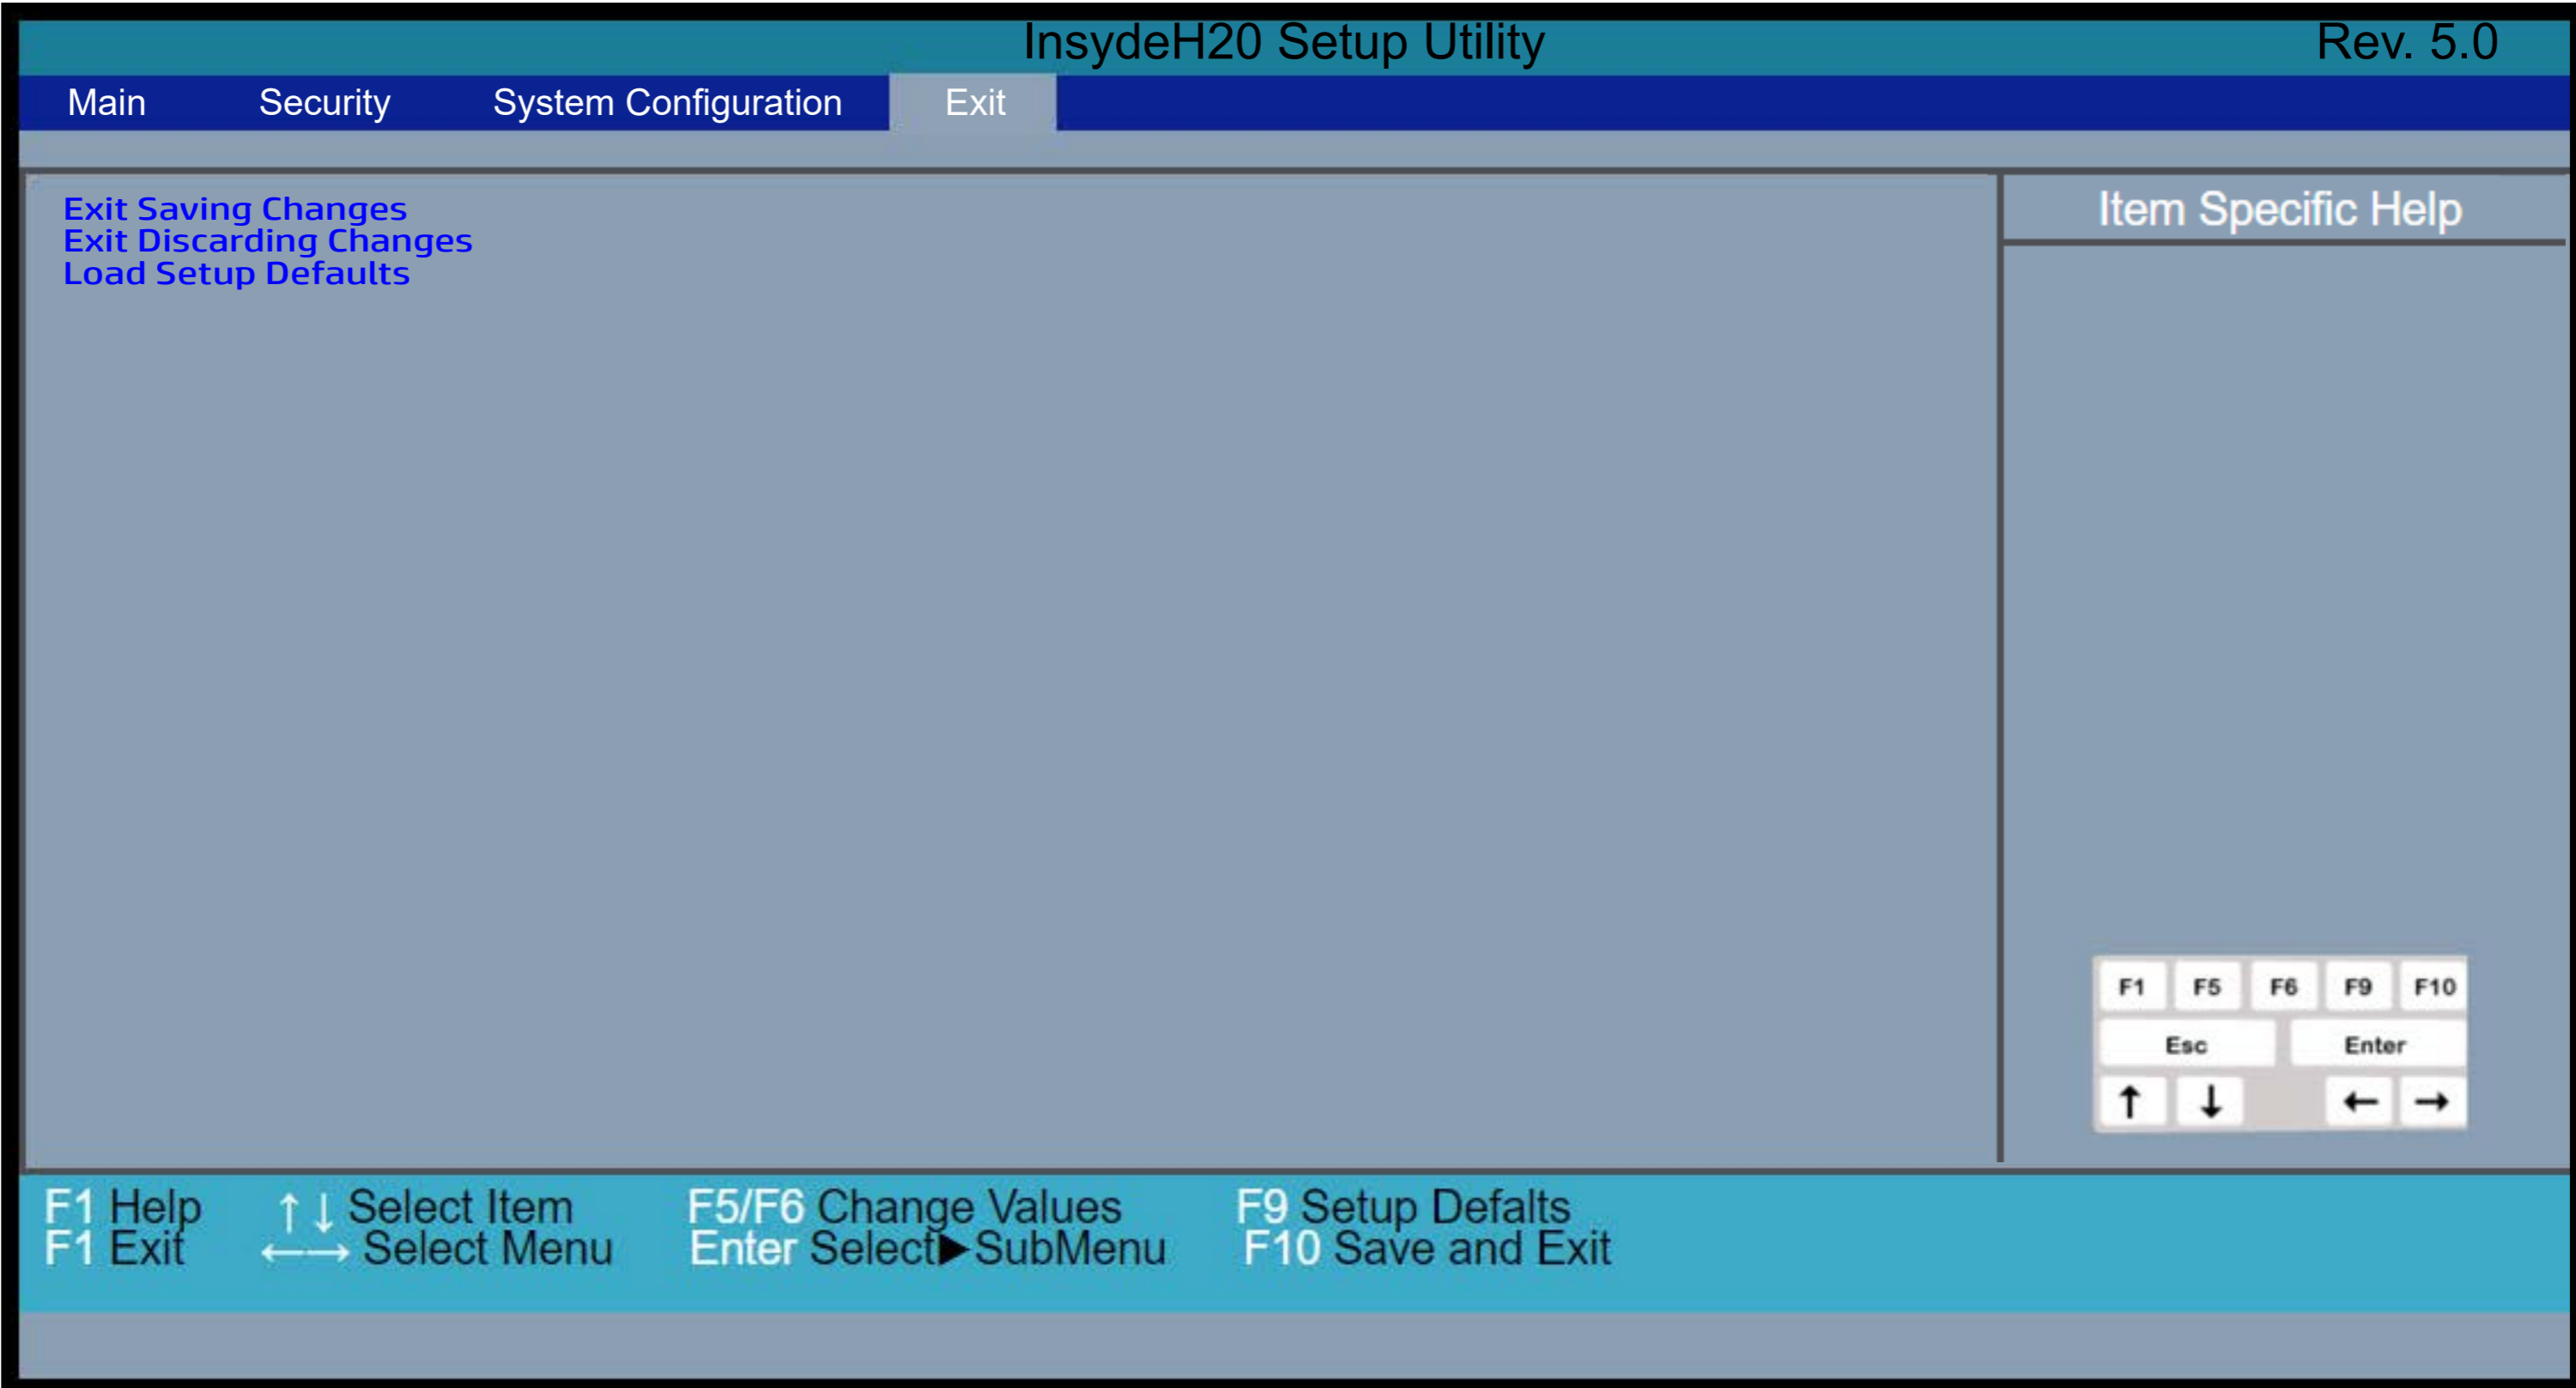 InsydeH20 Setup Utility Rev. 5.0
Main Security System Configuration Exit
Exit Saving Changes
Exit Discarding Changes
Load Setup Defaults
Item Specific Help
F1 F5 F6 F9 F10
Esc Enter
↑ ↓ ← →
F1 Help ↑↓ Select Item F5/F6 Change Values F9 Setup Defalts
F1 Exit ←→ Select Menu Enter Select▶SubMenu F10 Save and Exit